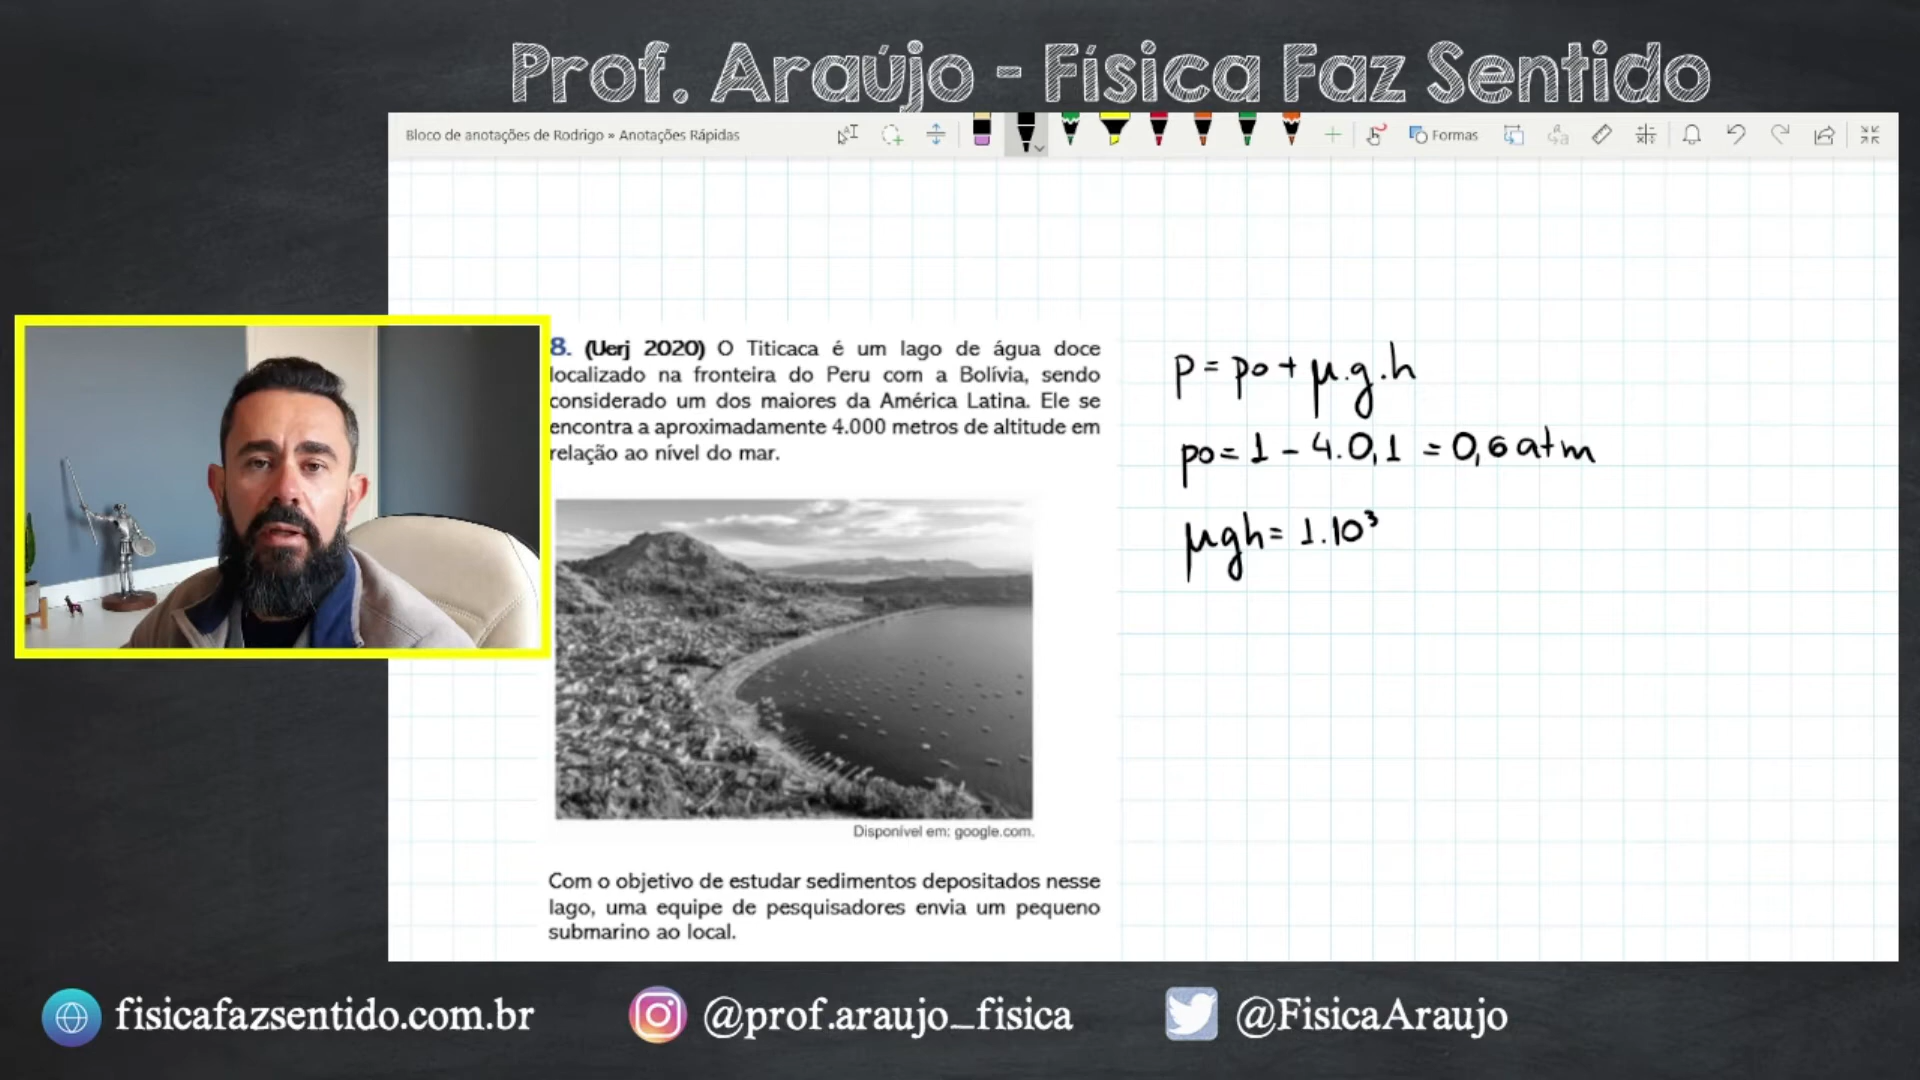 Prof. Araújo - Física Faz Sentido
Bloco de anotações de Rodrigo » Anotações Rápidas
Formas
8. (Uerj 2020) O Titicaca é um lago de água doce
localizado na fronteira do Peru com a Bolívia, sendo
considerado um dos maiores da América Latina. Ele se
encontra a aproximadamente 4.000 metros de altitude em
relação ao nível do mar.
Disponível em: google.com.
Com o objetivo de estudar sedimentos depositados nesse
lago, uma equipe de pesquisadores envia um pequeno
submarino ao local.
p = po + μ.g.h
po = 1 - 4.0,1 = 0,6 atm
μgh = 1.10³
fisicafazsentido.com.br
@prof.araujo_fisica
@FisicaAraujo